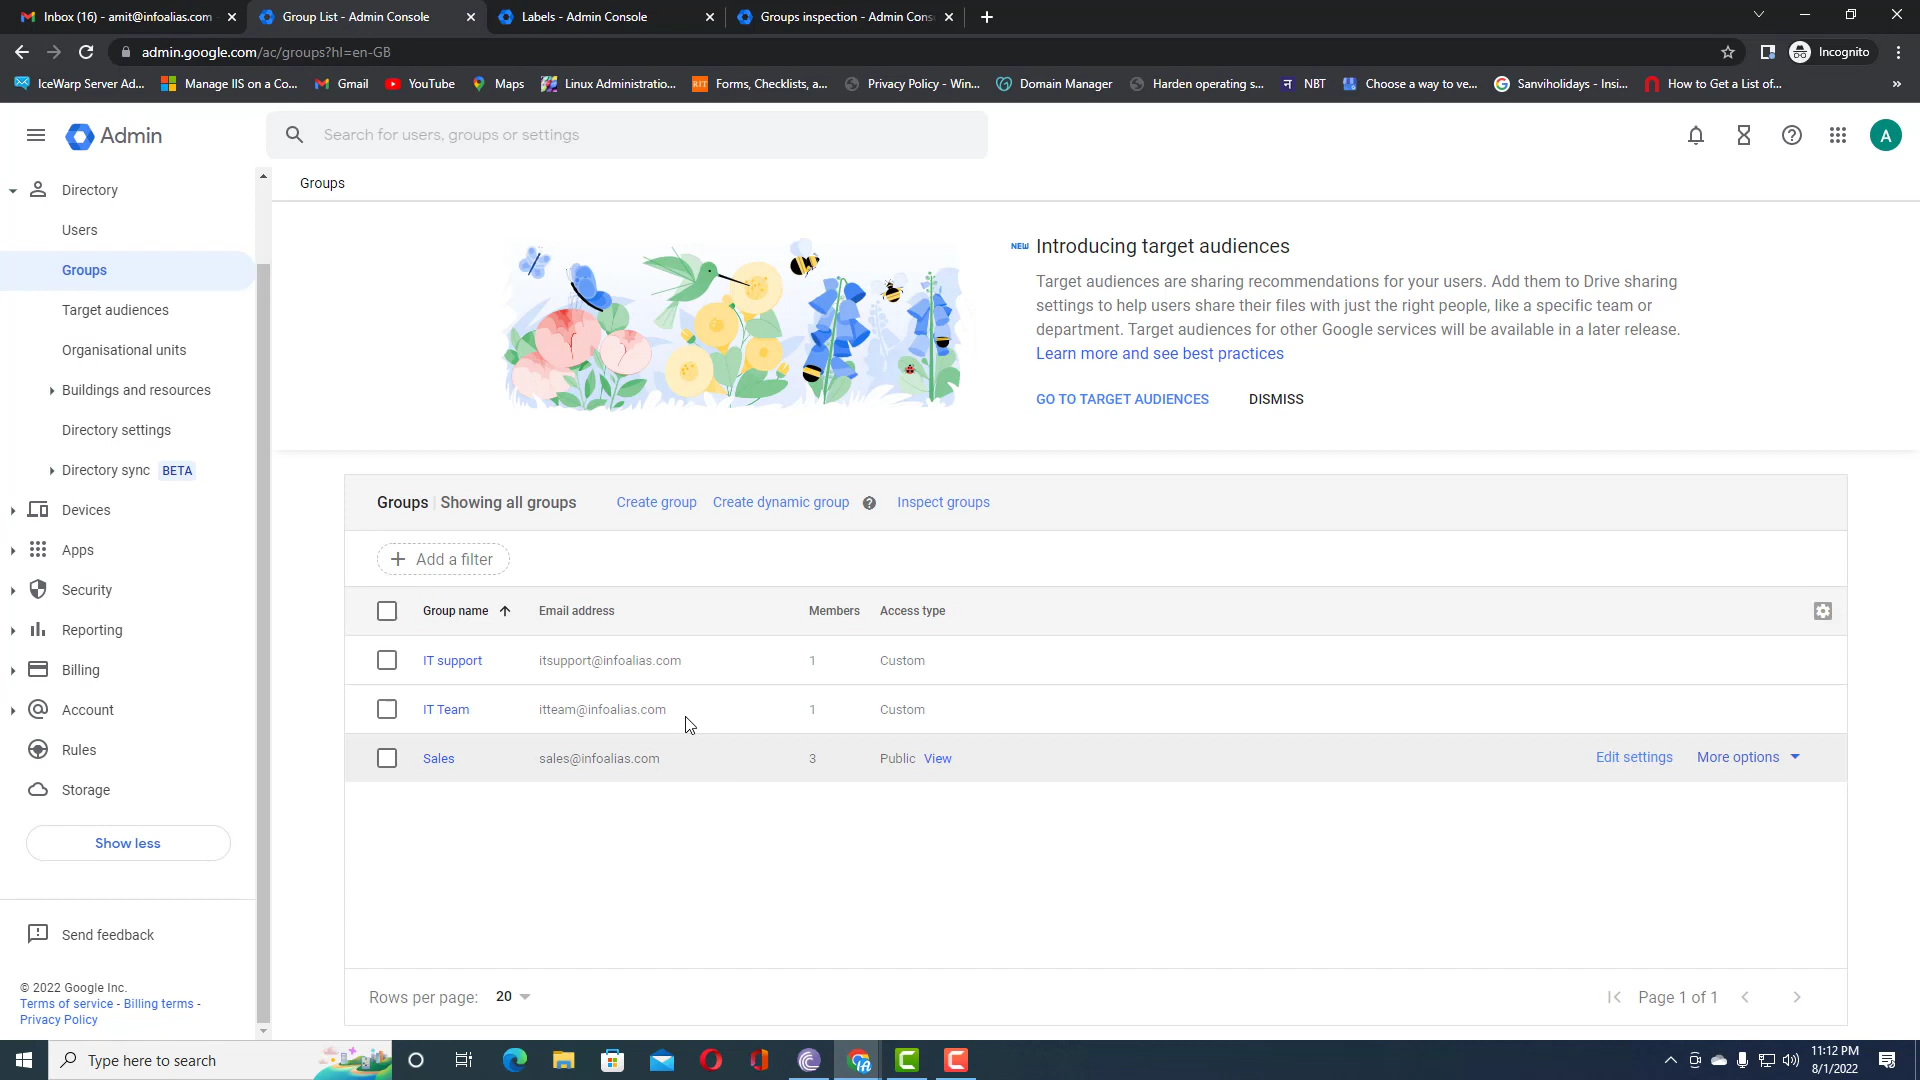 Inbox (16) - amit@infoalias.com
Group List - Admin Console
Labels - Admin Console
Groups inspection - Admin Cons
admin.google.com/ac/groups?hl=en-GB
Incognito
IceWarp Server Ad...
Manage IIS on a Co...
Gmail
YouTube
Maps
Linux Administratio...
Forms, Checklists, a...
Privacy Policy - Win...
Domain Manager
Harden operating s...
NBT
Choose a way to ve...
Sanviholidays - Insi...
How to Get a List of...
»
Admin
Search for users, groups or settings
A
Directory
Users
Groups
Target audiences
Organisational units
Buildings and resources
Directory settings
Directory sync BETA
Devices
Apps
Security
Reporting
Billing
Account
Rules
Storage
Show less
Send feedback
© 2022 Google Inc.
Terms of service - Billing terms -
Privacy Policy
Groups
NEW Introducing target audiences
Target audiences are sharing recommendations for your users. Add them to Drive sharing
settings to help users share their files with just the right people, like a specific team or
department. Target audiences for other Google services will be available in a later release.
Learn more and see best practices
GO TO TARGET AUDIENCES DISMISS
Groups | Showing all groups Create group Create dynamic group Inspect groups
+ Add a filter
Group name Email address Members Access type
IT support itsupport@infoalias.com 1 Custom
IT Team itteam@infoalias.com 1 Custom
Sales sales@infoalias.com 3 Public View Edit settings More options
Rows per page: 20 Page 1 of 1
Type here to search
11:12 PM
8/1/2022